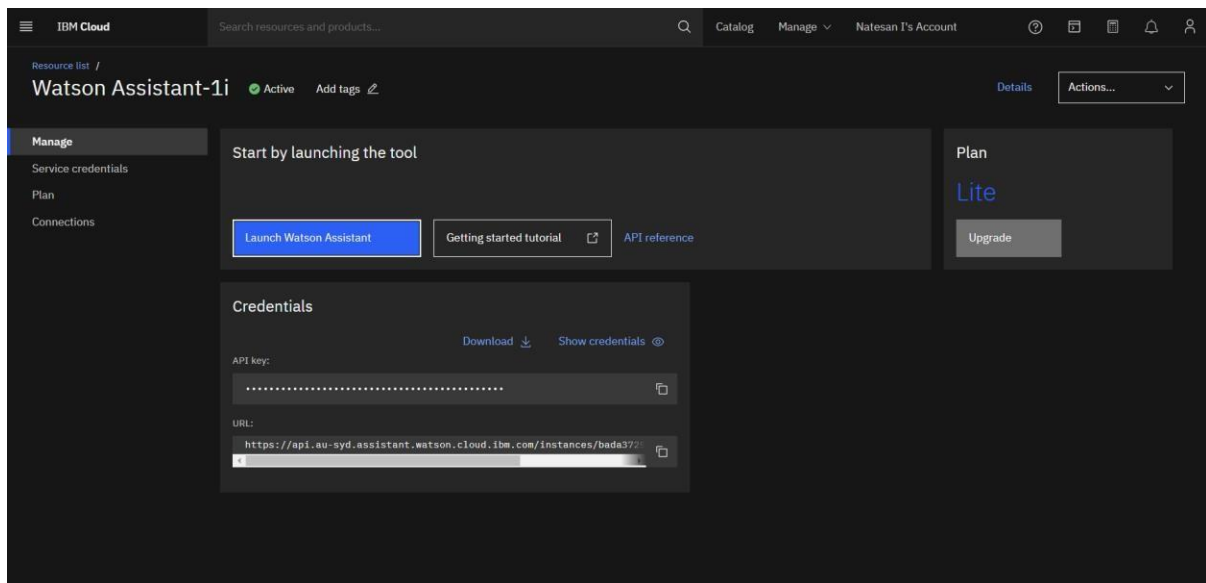 IBM Cloud Search resources and products... Catalog Manage Natesan I's Account
Resource list /
Watson Assistant-1i Active Add tags Details Actions...
Manage
Service credentials
Plan
Connections
Start by launching the tool
Launch Watson Assistant Getting started tutorial API reference
Plan
Lite
Upgrade
Credentials
Download Show credentials
API key:
••••••••••••••••••••••••••••••••••••••••••••
URL:
https://api.au-syd.assistant.watson.cloud.ibm.com/instances/bada372